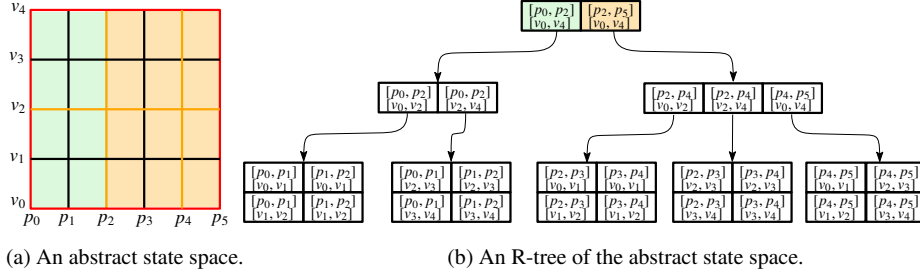 v4
v3
v2
v1
v0
p0 p1 p2 p3 p4 p5
(a) An abstract state space.
[p0, p2] [p2, p5]
[v0, v4] [v0, v4]
[p0, p2] [p0, p2] [p2, p4] [p2, p4] [p4, p5]
[v0, v2] [v2, v4] [v0, v2] [v2, v4] [v0, v4]
[p0, p1] [p1, p2] [p0, p1] [p1, p2] [p2, p3] [p3, p4] [p2, p3] [p3, p4] [p4, p5] [p4, p5]
[v0, v1] [v0, v1] [v2, v3] [v2, v3] [v0, v1] [v0, v1] [v2, v3] [v2, v3] [v0, v1] [v2, v3]
[p0, p1] [p1, p2] [p0, p1] [p1, p2] [p2, p3] [p3, p4] [p2, p3] [p3, p4] [p4, p5] [p4, p5]
[v1, v2] [v1, v2] [v3, v4] [v3, v4] [v1, v2] [v1, v2] [v3, v4] [v3, v4] [v1, v2] [v3, v4]
(b) An R-tree of the abstract state space.